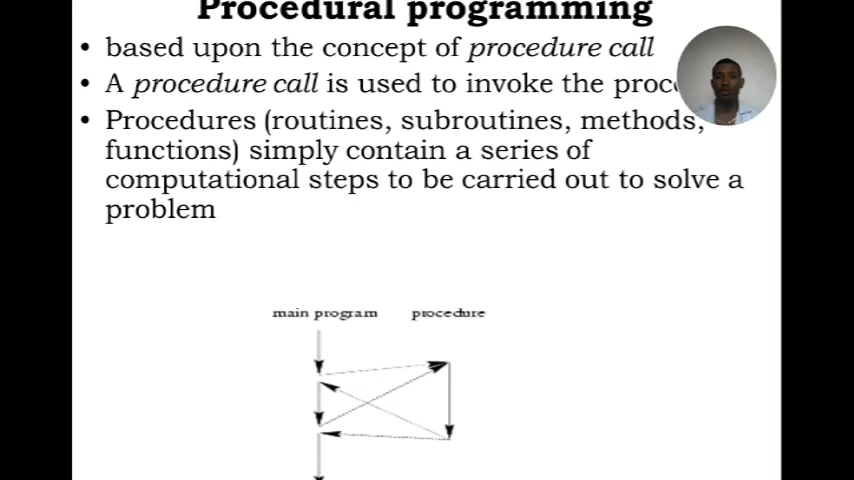 Procedural programming
• based upon the concept of procedure call
• A procedure call is used to invoke the
• Procedures (routines, subroutines, methods,
functions) simply contain a series of
computational steps to be carried out to solve a
problem
main program procedure